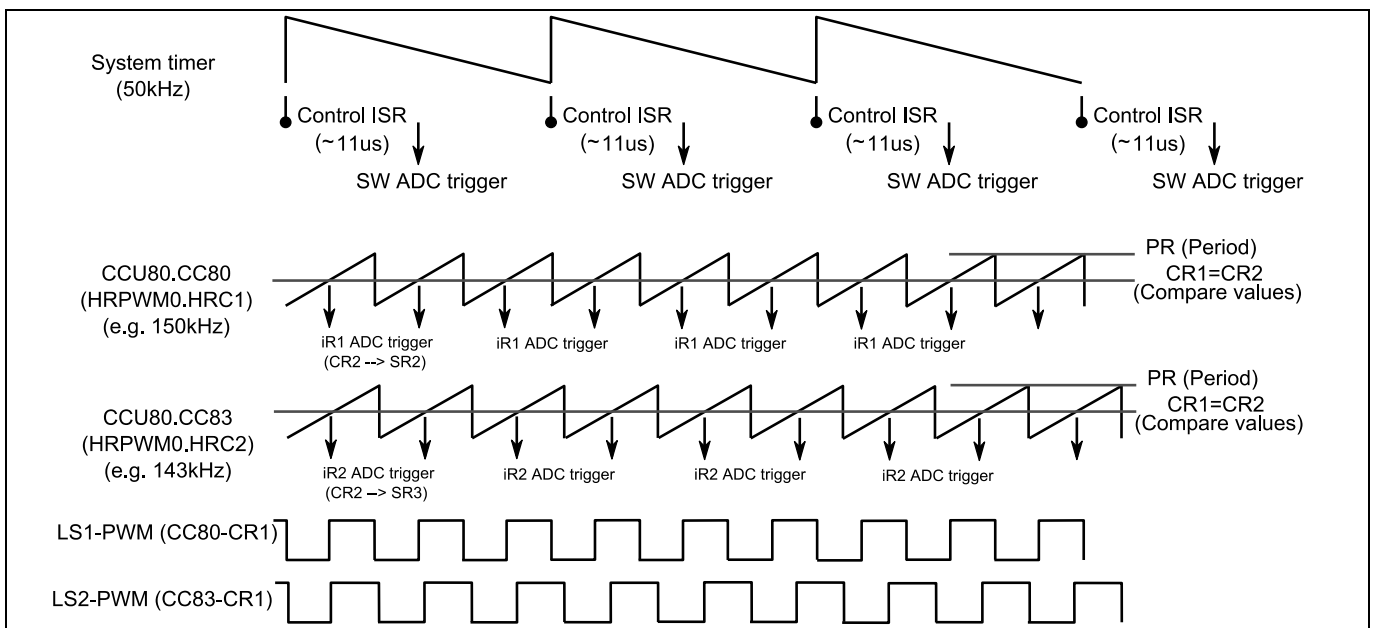 System timer
(50kHz)
Control ISR
(~11us)
SW ADC trigger
Control ISR
(~11us)
SW ADC trigger
Control ISR
(~11us)
SW ADC trigger
Control ISR
(~11us)
SW ADC trigger
CCU80.CC80
(HRPWM0.HRC1)
(e.g. 150kHz)
PR (Period)
CR1=CR2
(Compare values)
iR1 ADC trigger
(CR2 --> SR2)
iR1 ADC trigger
iR1 ADC trigger
iR1 ADC trigger
CCU80.CC83
(HRPWM0.HRC2)
(e.g. 143kHz)
PR (Period)
CR1=CR2
(Compare values)
iR2 ADC trigger
(CR2 --> SR3)
iR2 ADC trigger
iR2 ADC trigger
iR2 ADC trigger
LS1-PWM (CC80-CR1)
LS2-PWM (CC83-CR1)